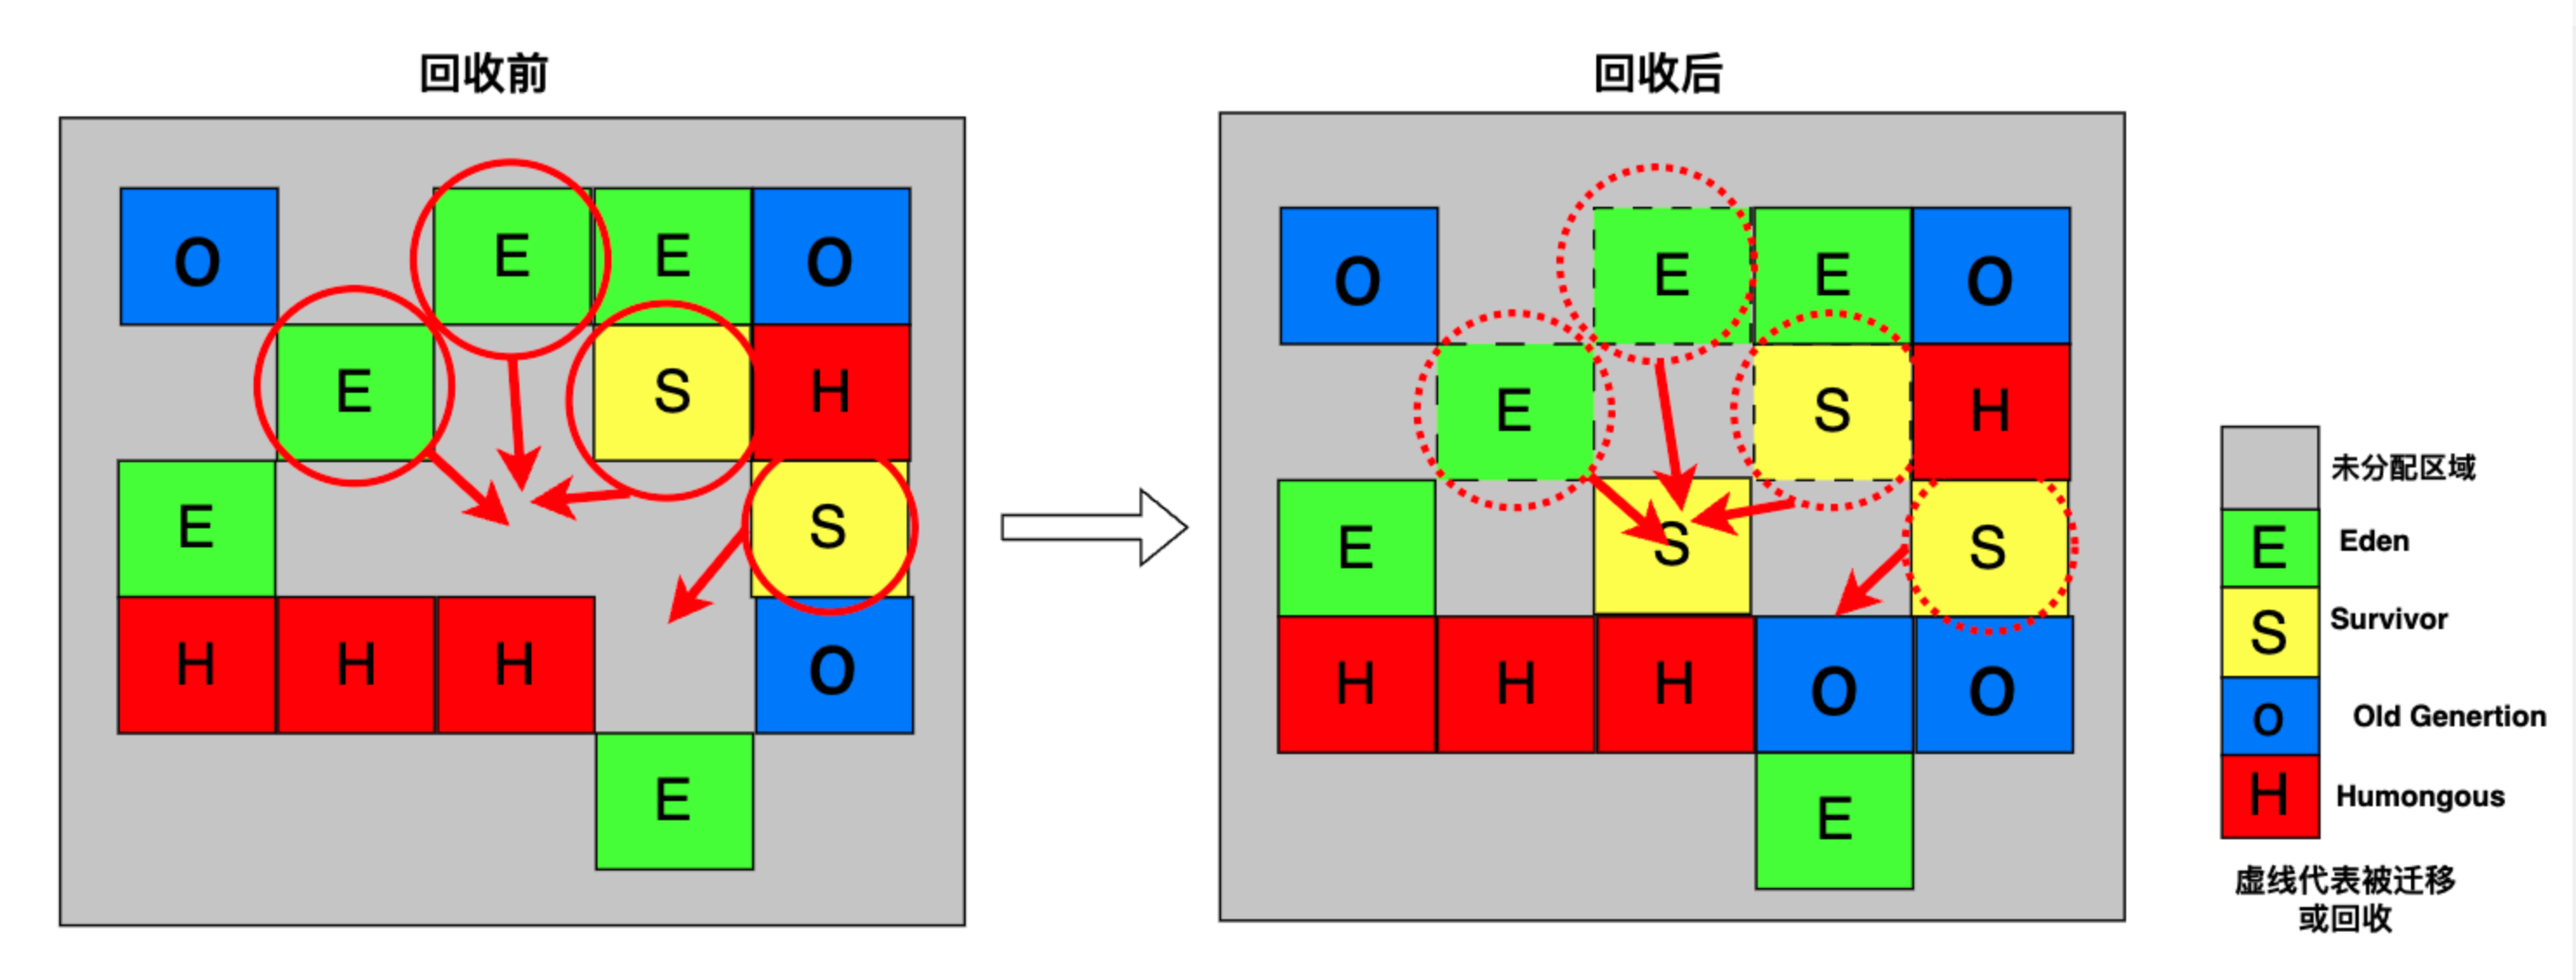 回收前
回收后
O E E O
E S H
E S
H H H O
E
O E E O
E S H
E S S
H H H O O
E
未分配区域
E Eden
S Survivor
O Old Genertion
H Humongous
虚线代表被迁移
或回收